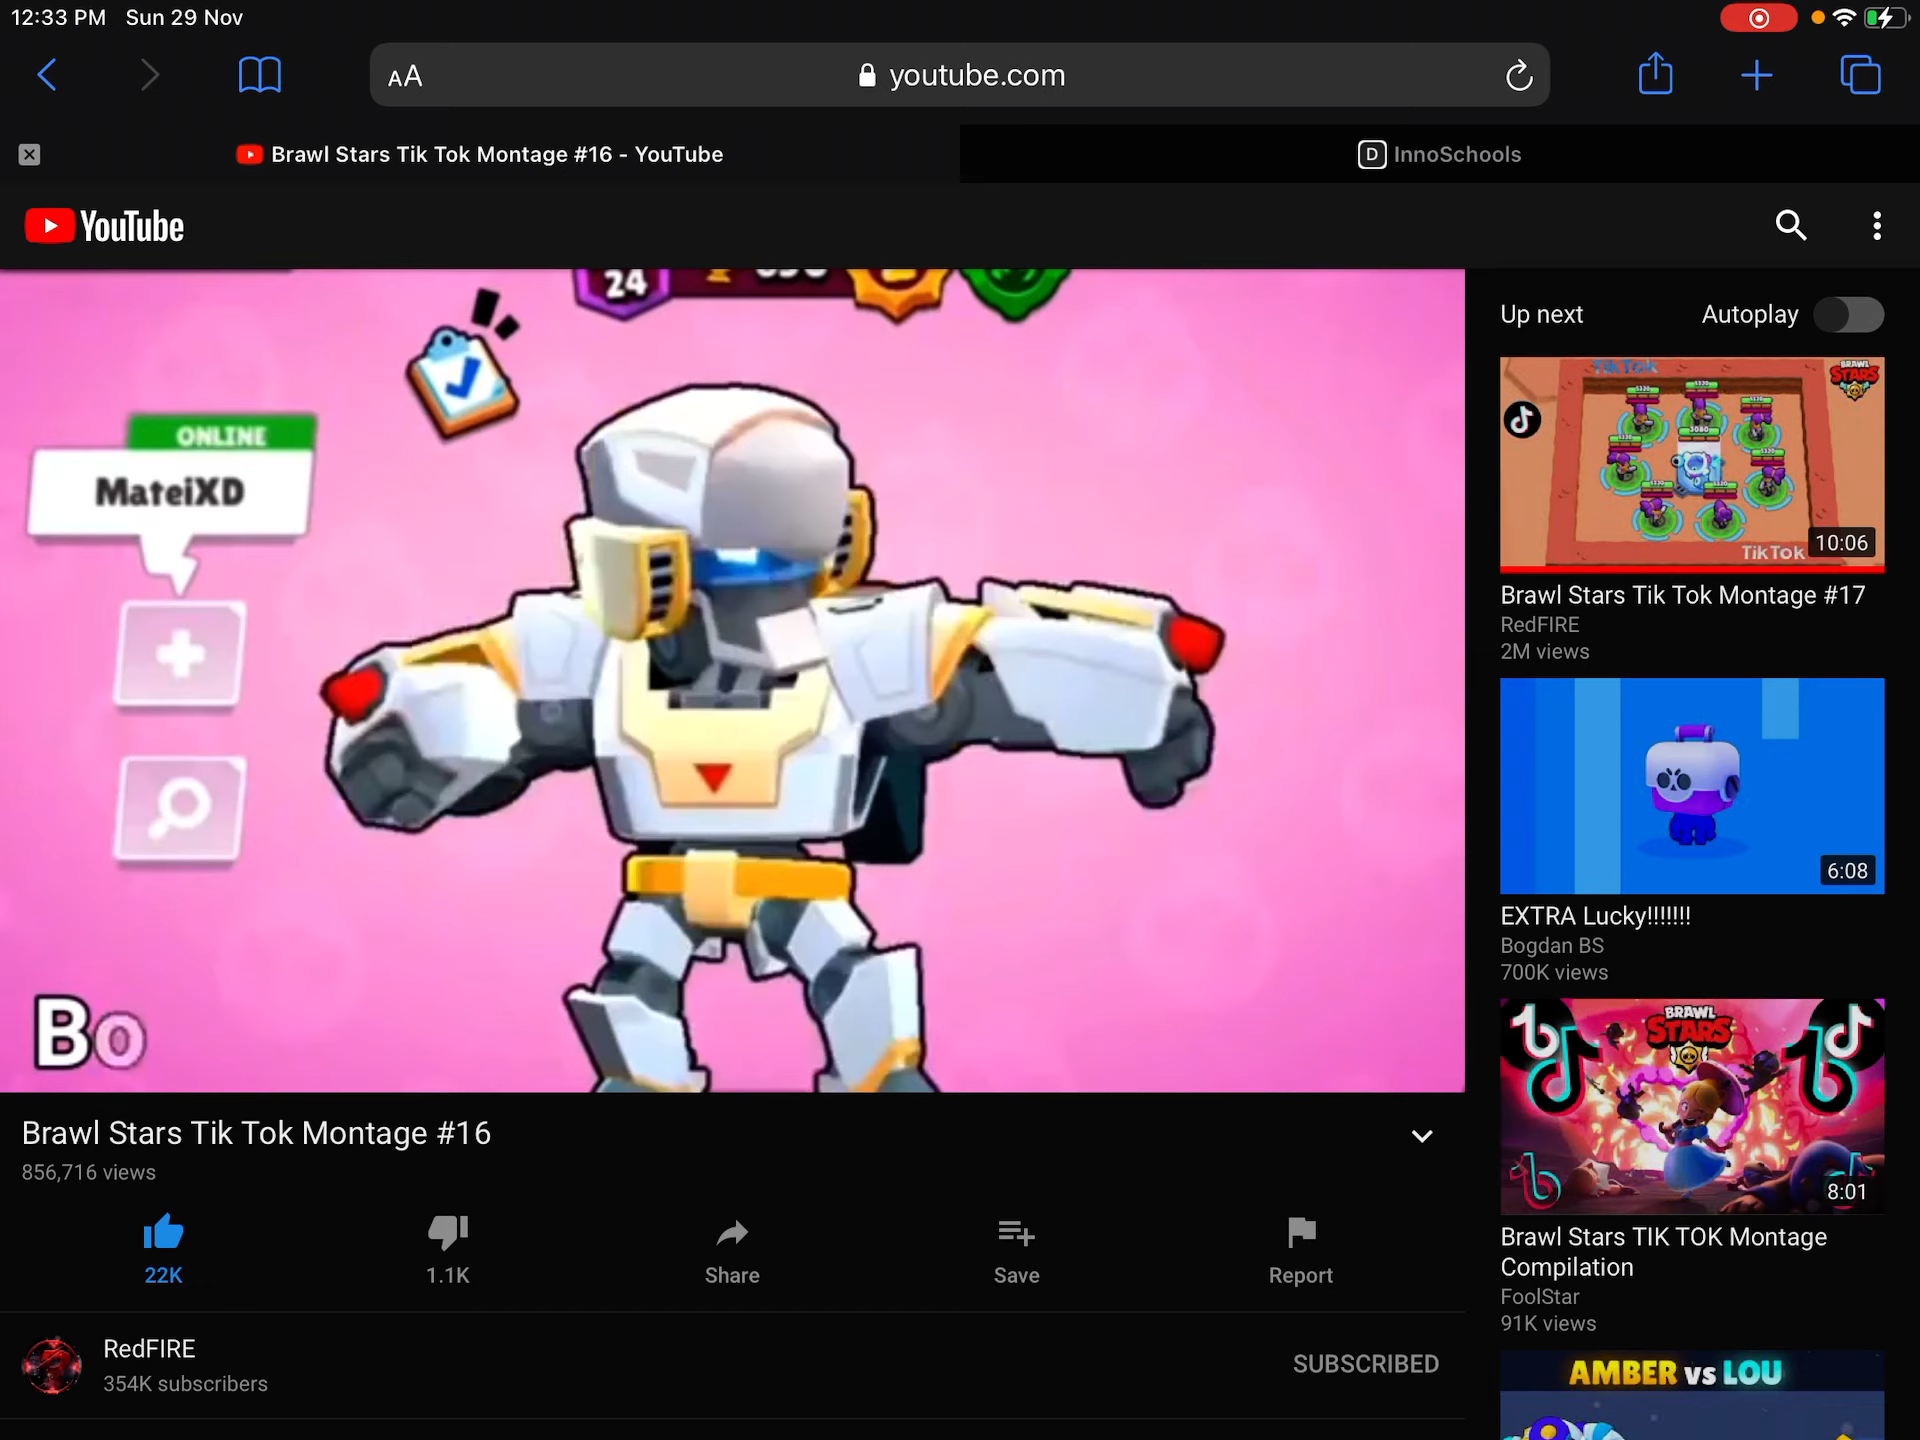 12:33 PM Sun 29 Nov
AA youtube.com
Brawl Stars Tik Tok Montage #16 - YouTube
D InnoSchools
YouTube
24
ONLINE
MateiXD
Bo
Brawl Stars Tik Tok Montage #16
856,716 views
22K 1.1K Share Save Report
RedFIRE
354K subscribers
SUBSCRIBED
Up next Autoplay
TikTok
BRAWL
STARS
TikTok 10:06
Brawl Stars Tik Tok Montage #17
RedFIRE
2M views
6:08
EXTRA Lucky!!!!!!!
Bogdan BS
700K views
BRAWL
STARS
8:01
Brawl Stars TIK TOK Montage
Compilation
FoolStar
91K views
AMBER vs LOU